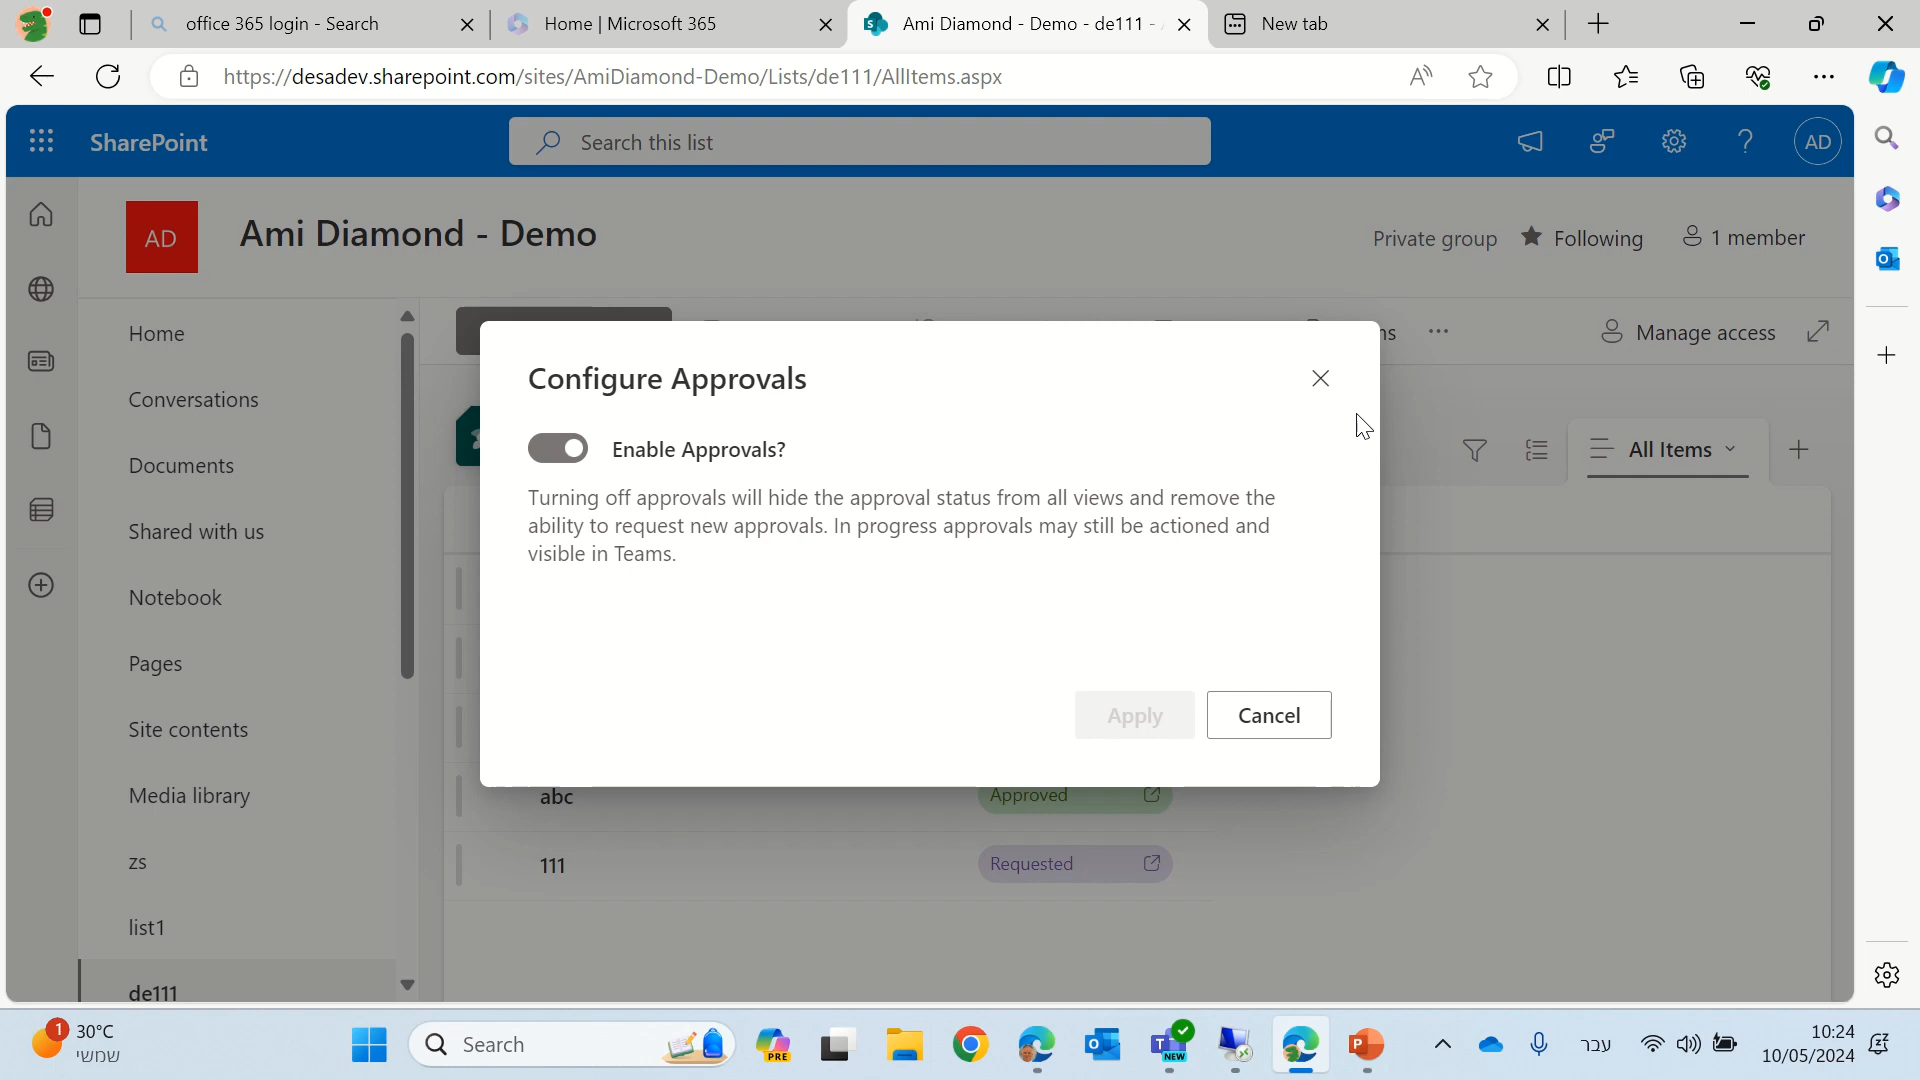 office 365 login - Search
Home | Microsoft 365
Ami Diamond - Demo - de111 -
New tab
https://desadev.sharepoint.com/sites/AmiDiamond-Demo/Lists/de111/AllItems.aspx
SharePoint
Search this list
AD
AD
Ami Diamond - Demo
Private group
Following
1 member
Home
Conversations
Documents
Shared with us
Notebook
Pages
Site contents
Media library
zs
list1
de111
Manage access
All Items
Configure Approvals
Enable Approvals?
Turning off approvals will hide the approval status from all views and remove the
ability to request new approvals. In progress approvals may still be actioned and
visible in Teams.
Apply
Cancel
abc
Approved
111
Requested
1
30°C
שמשי
Search
PRE
NEW
עבר
10:24
10/05/2024